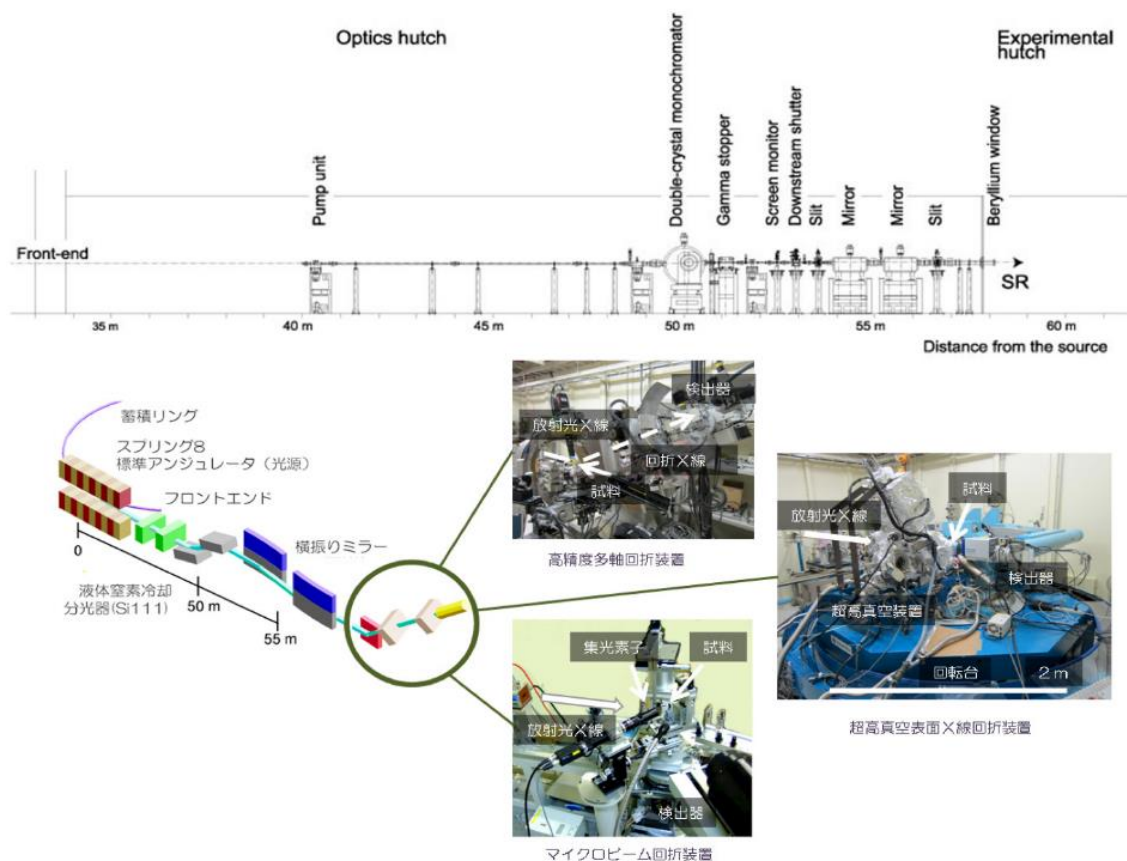 Optics hutch
Experimental
hutch
Pump unit
Double-crystal monochromator
Gamma stopper
Screen monitor
Downstream shutter
Slit
Mirror
Mirror
Slit
Beryllium window
Front-end
SR
35 m
40 m
45 m
50 m
55 m
60 m
Distance from the source
蓄積リング
スプリング8
標準アンジュレータ（光源）
フロントエンド
横振りミラー
0
液体窒素冷却
分光器(Si111)
50 m
55 m
検出器
放射光X線
回折X線
試料
高精度多軸回折装置
試料
放射光X線
検出器
超高真空装置
回転台
2 m
超高真空表面X線回折装置
集光素子
試料
放射光X線
検出器
マイクロビーム回折装置